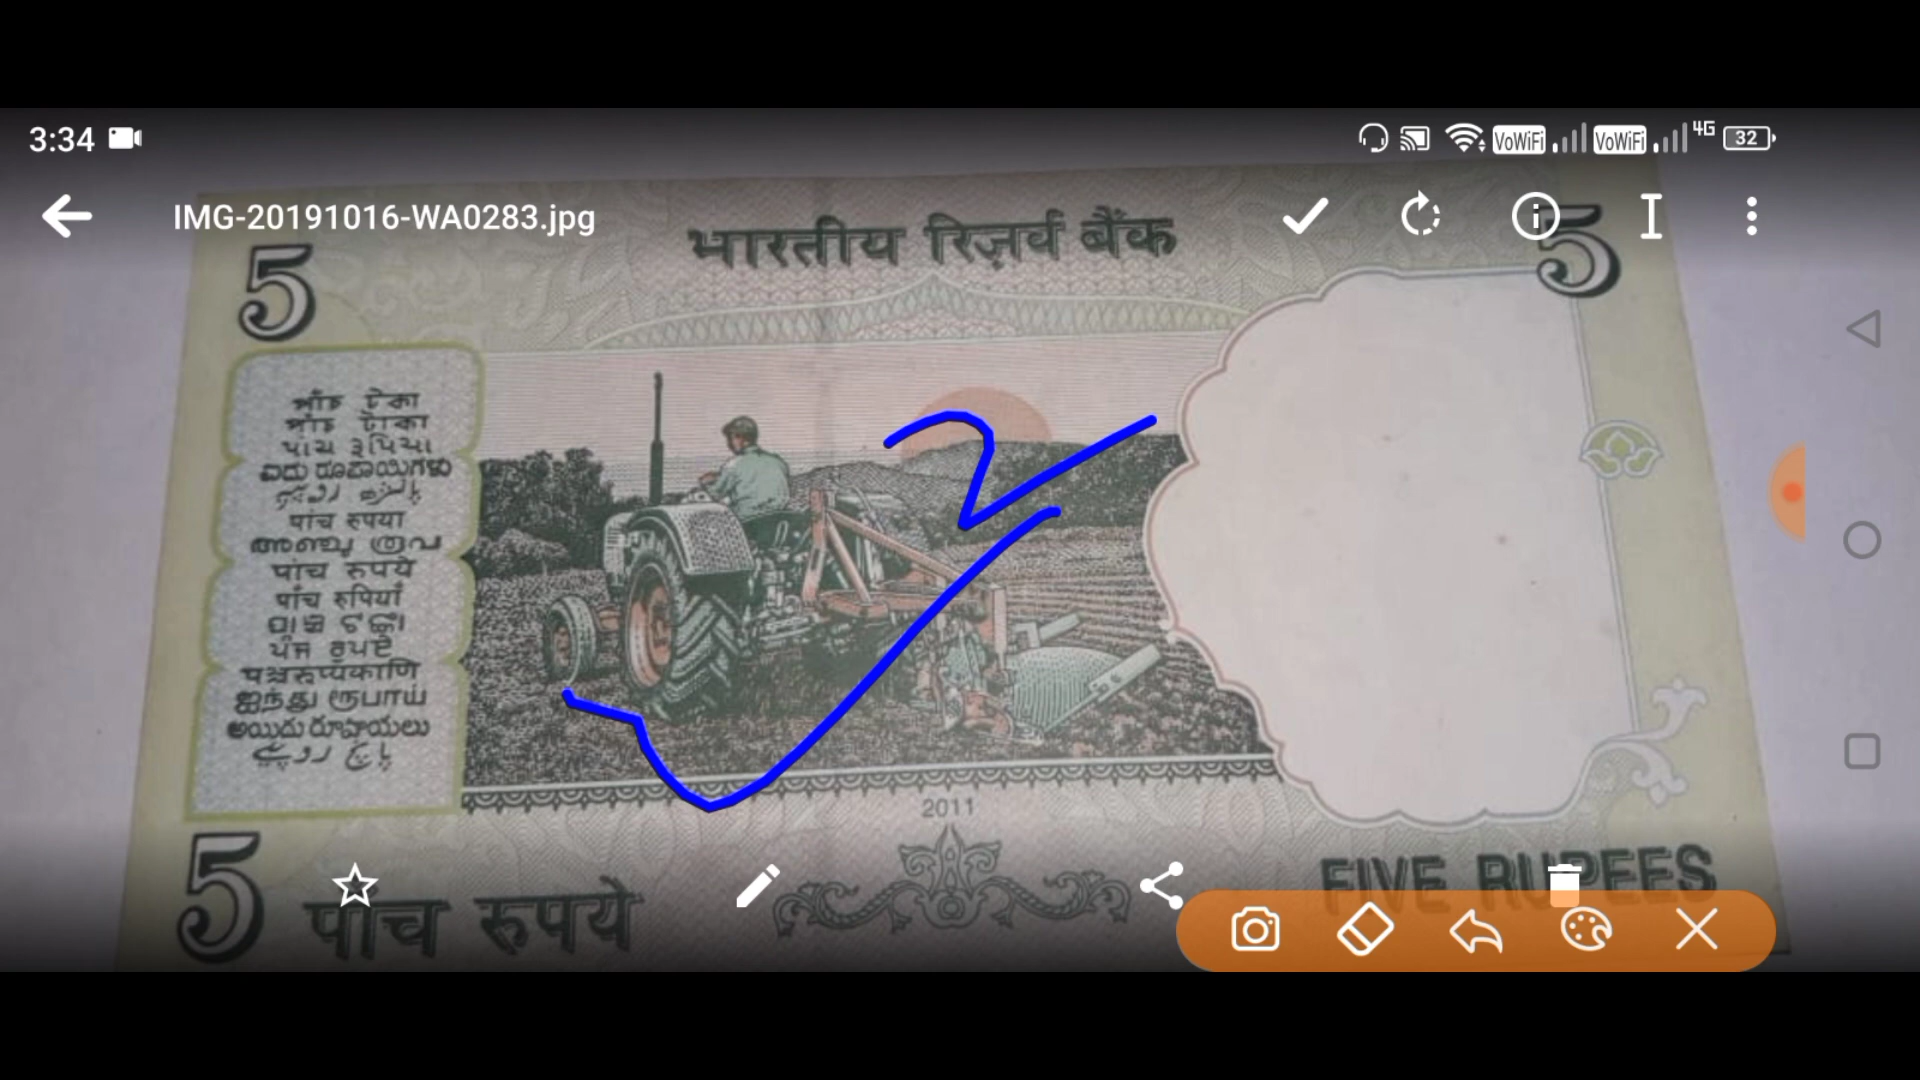 3:34
VoWiFi VoWiFi 4G 32
IMG-20191016-WA0283.jpg
भारतीय रिज़र्व बैंक
5 5
পাঁচ টকা
পাঁচ টাকা
પાંચ રૂપિયા
ಐದು ರೂಪಾಯಿಗಳು
पांच रुपया
അഞ്ചു രൂപ
पांच रुपये
पाँच रुपियाँ
ପାଞ୍ଚ ଟଙ୍କା
ਪੰਜ ਰੁਪਏ
पञ्चरूप्यकाणि
ஐந்து ரூபாய்
అయిదు రూపాయలు
پانچ روپے
2011
5 पाँच रुपये
FIVE RUPEES